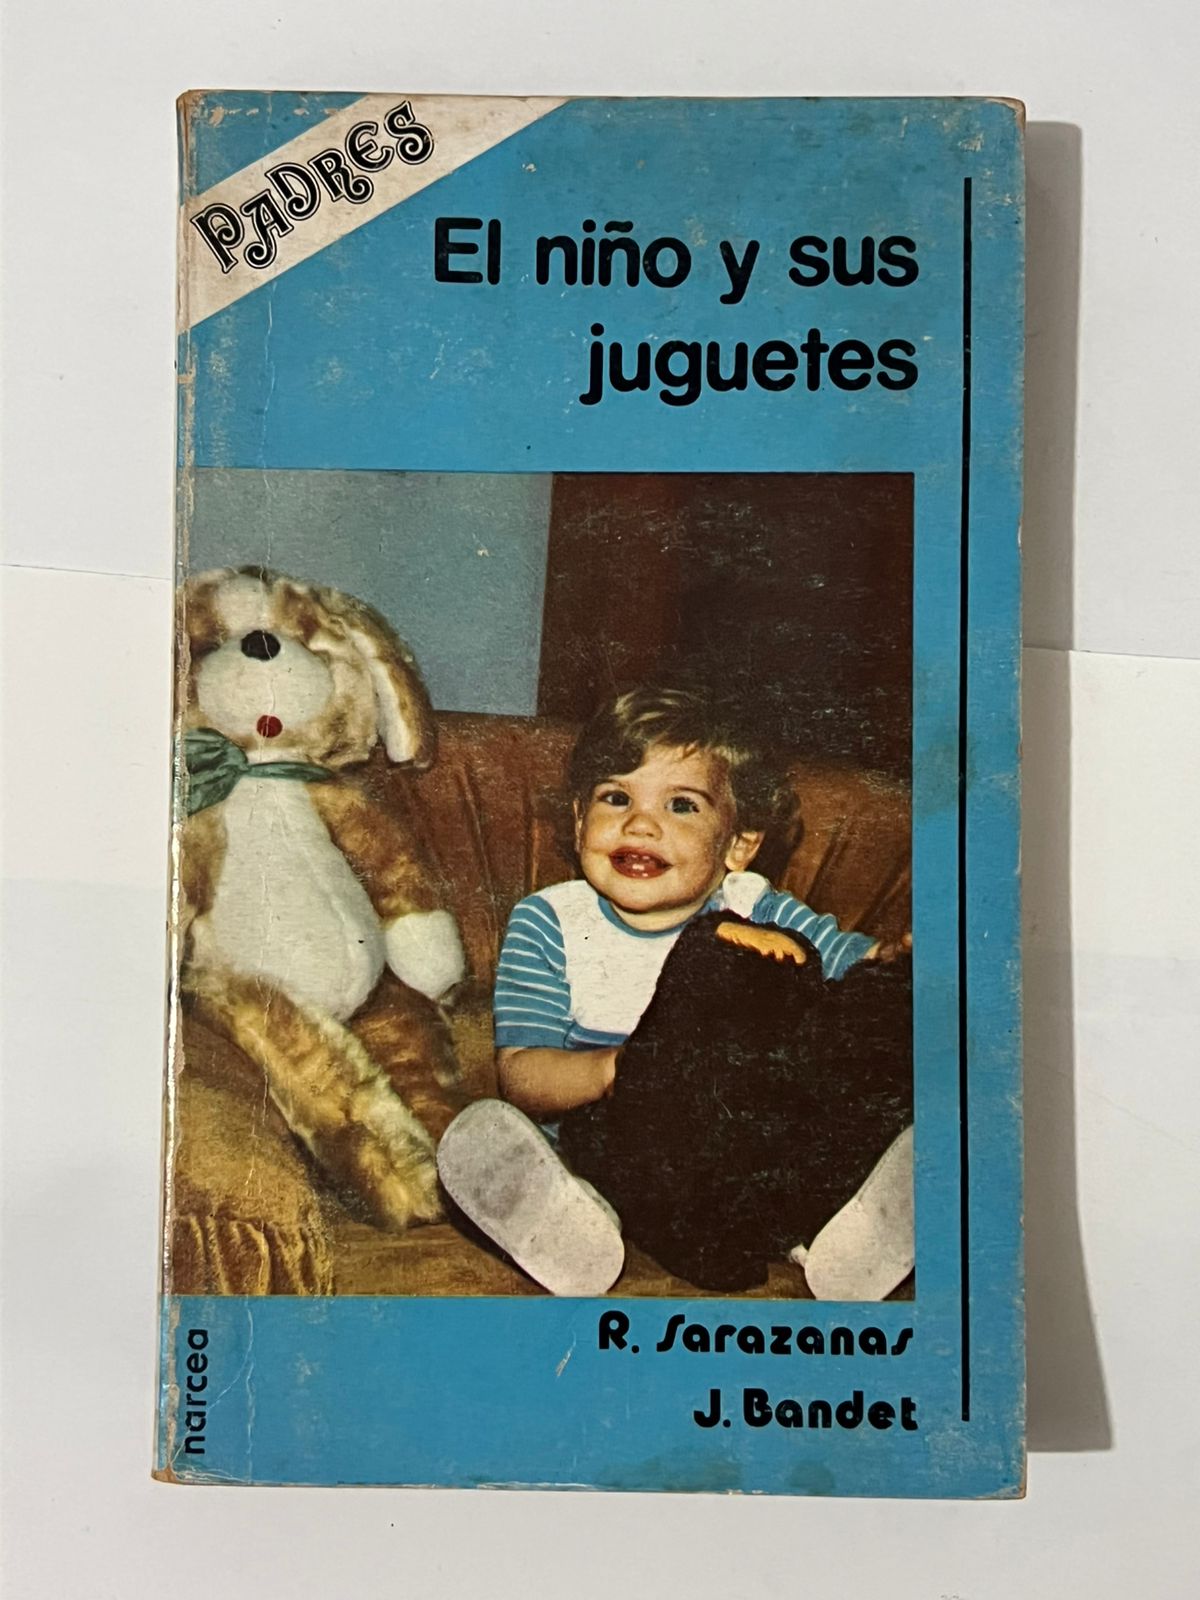 PADRES
El niño y sus
juguetes
R. Sarazanas
J. Bandet
narcea